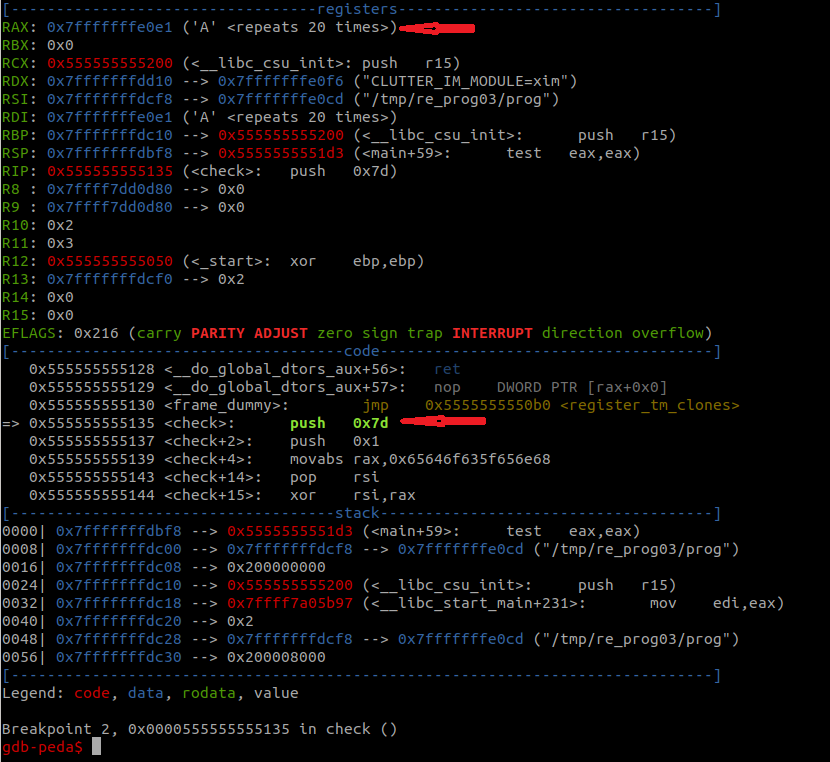 [----------------------------------registers-----------------------------------]
RAX: 0x7fffffffe0e1 ('A' <repeats 20 times>)
RBX: 0x0
RCX: 0x555555555200 (<__libc_csu_init>: push   r15)
RDX: 0x7fffffffdd10 --> 0x7fffffffe0f6 ("CLUTTER_IM_MODULE=xim")
RSI: 0x7fffffffdcf8 --> 0x7fffffffe0cd ("/tmp/re_prog03/prog")
RDI: 0x7fffffffe0e1 ('A' <repeats 20 times>)
RBP: 0x7fffffffdc10 --> 0x555555555200 (<__libc_csu_init>:      push   r15)
RSP: 0x7fffffffdbf8 --> 0x5555555551d3 (<main+59>:      test   eax,eax)
RIP: 0x555555555135 (<check>:   push   0x7d)
R8 : 0x7ffff7dd0d80 --> 0x0
R9 : 0x7ffff7dd0d80 --> 0x0
R10: 0x2
R11: 0x3
R12: 0x555555555050 (<_start>:  xor    ebp,ebp)
R13: 0x7fffffffdcf0 --> 0x2
R14: 0x0
R15: 0x0
EFLAGS: 0x216 (carry PARITY ADJUST zero sign trap INTERRUPT direction overflow)
[-------------------------------------code-------------------------------------]
   0x555555555128 <__do_global_dtors_aux+56>:   ret
   0x555555555129 <__do_global_dtors_aux+57>:   nop    DWORD PTR [rax+0x0]
   0x555555555130 <frame_dummy>:        jmp    0x5555555550b0 <register_tm_clones>
=> 0x555555555135 <check>:      push   0x7d
   0x555555555137 <check+2>:    push   0x1
   0x555555555139 <check+4>:    movabs rax,0x65646f635f656e68
   0x555555555143 <check+14>:   pop    rsi
   0x555555555144 <check+15>:   xor    rsi,rax
[------------------------------------stack-------------------------------------]
0000| 0x7fffffffdbf8 --> 0x5555555551d3 (<main+59>:     test   eax,eax)
0008| 0x7fffffffdc00 --> 0x7fffffffdcf8 --> 0x7fffffffe0cd ("/tmp/re_prog03/prog")
0016| 0x7fffffffdc08 --> 0x200000000
0024| 0x7fffffffdc10 --> 0x555555555200 (<__libc_csu_init>:     push   r15)
0032| 0x7fffffffdc18 --> 0x7ffff7a05b97 (<__libc_start_main+231>:       mov    edi,eax)
0040| 0x7fffffffdc20 --> 0x2
0048| 0x7fffffffdc28 --> 0x7fffffffdcf8 --> 0x7fffffffe0cd ("/tmp/re_prog03/prog")
0056| 0x7fffffffdc30 --> 0x200008000
[------------------------------------------------------------------------------]
Legend: code, data, rodata, value

Breakpoint 2, 0x0000555555555135 in check ()
gdb-peda$